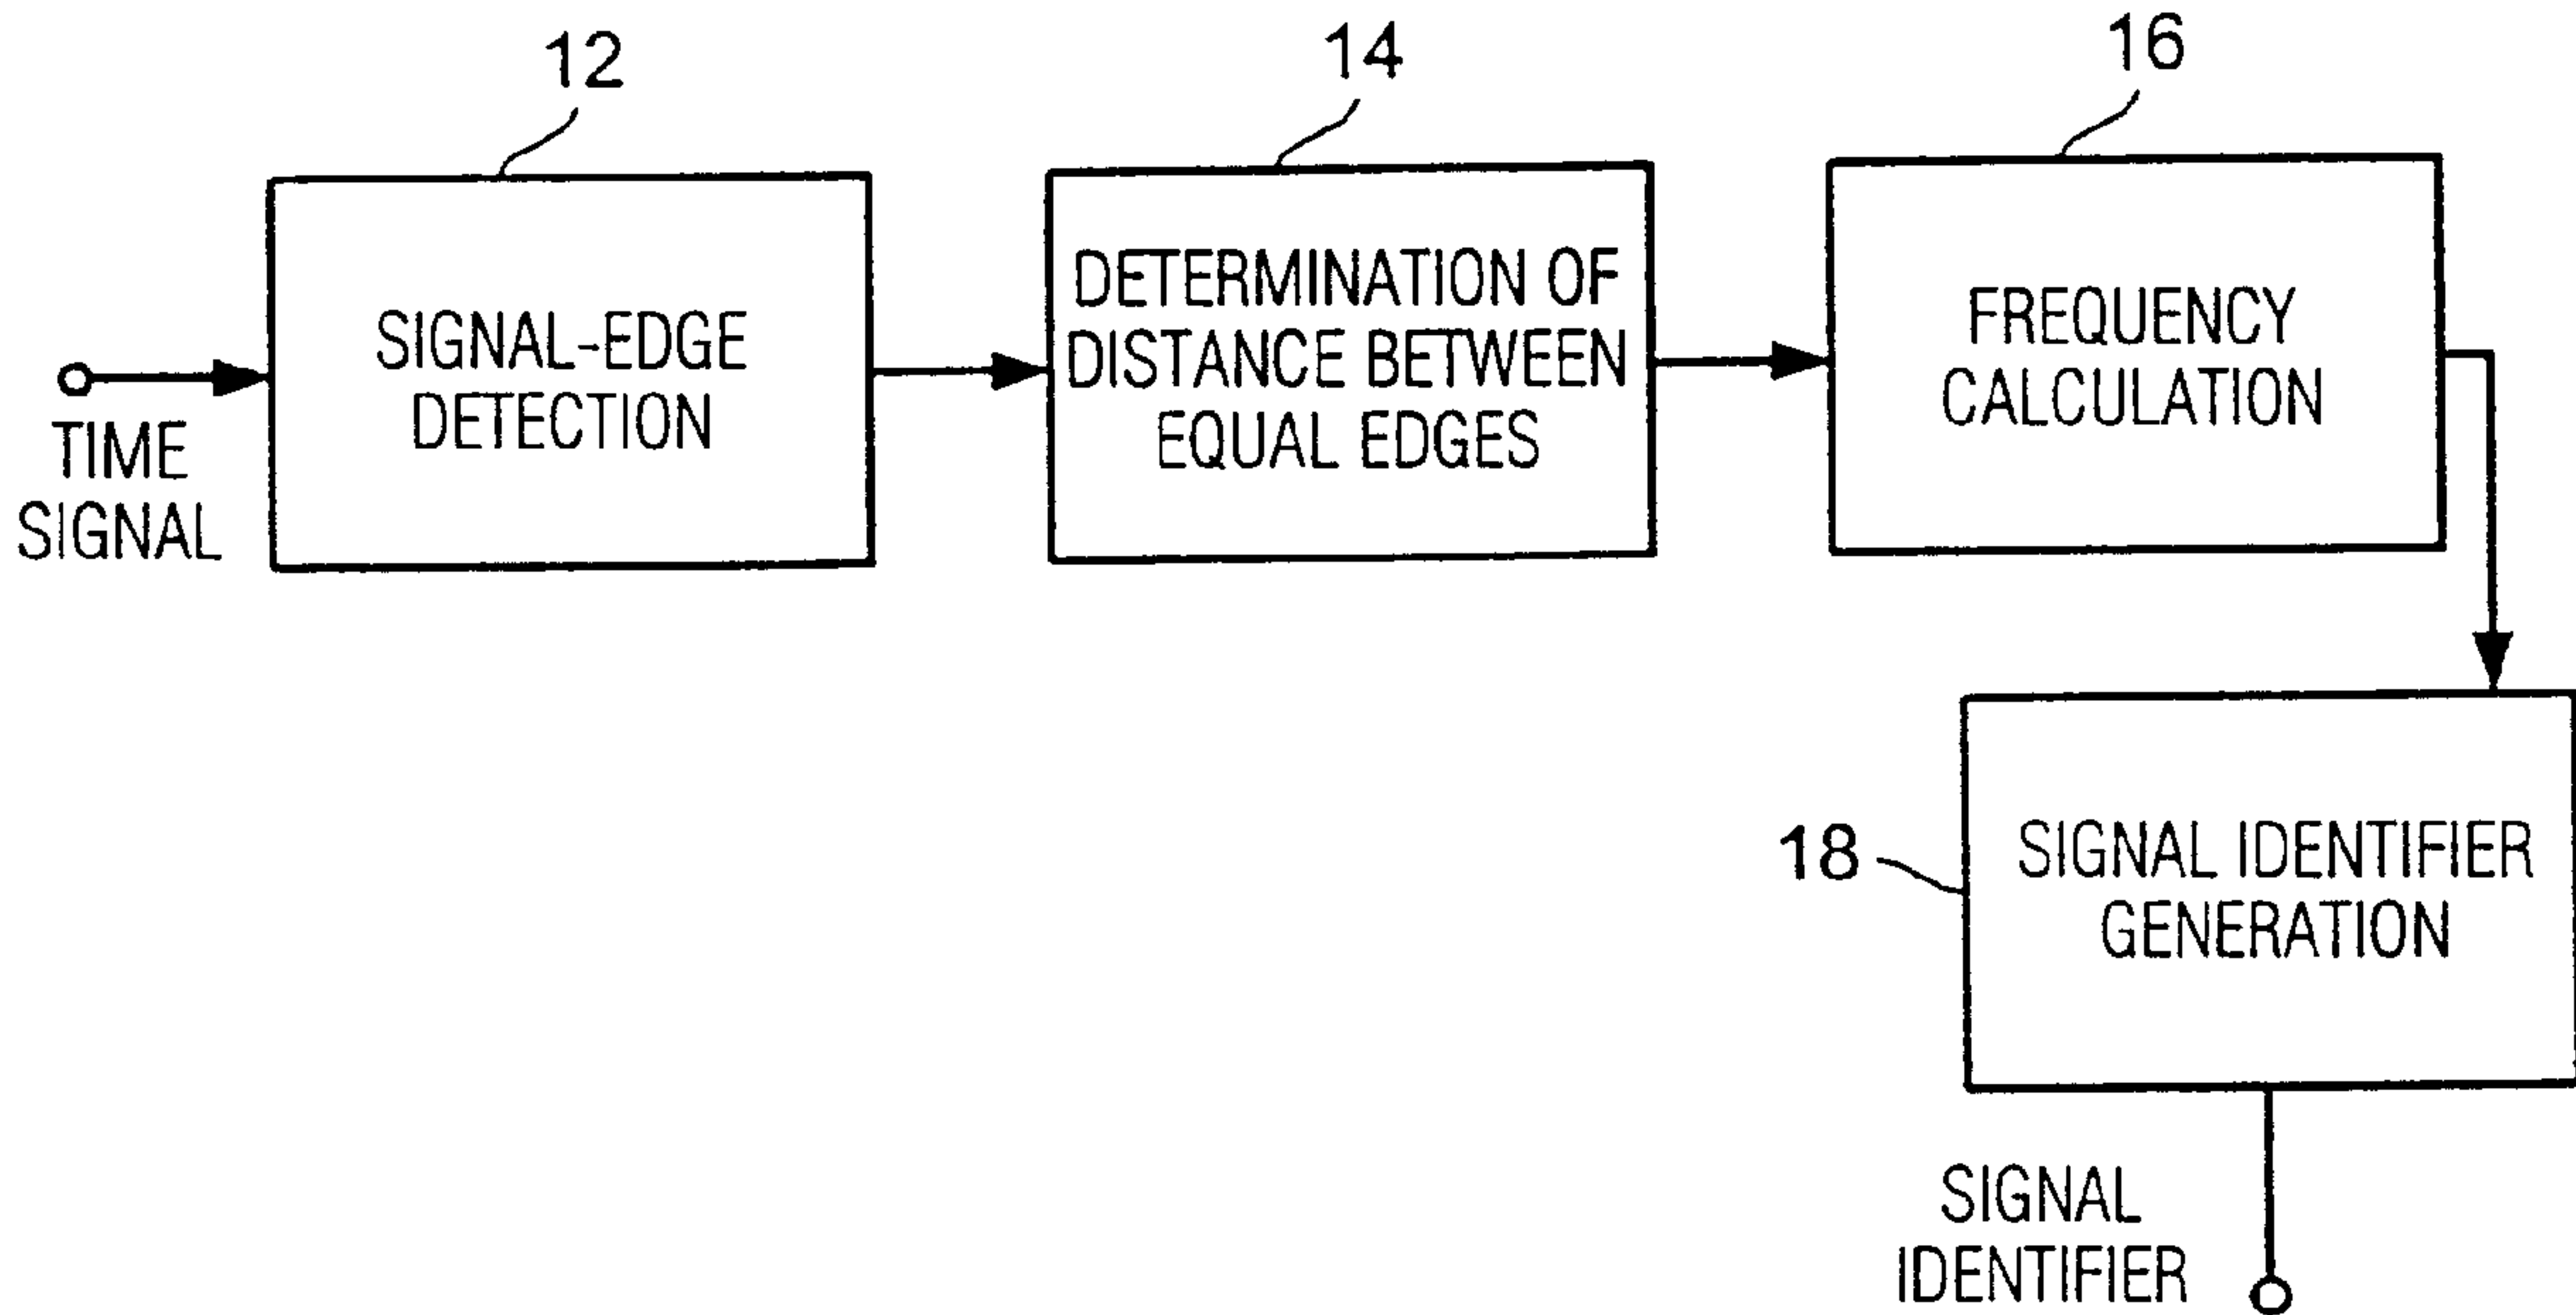 12
14
16
SIGNAL-EDGE
DETECTION
DETERMINATION OF
DISTANCE BETWEEN
EQUAL EDGES
FREQUENCY
CALCULATION
TIME
SIGNAL
18
SIGNAL IDENTIFIER
GENERATION
SIGNAL
IDENTIFIER